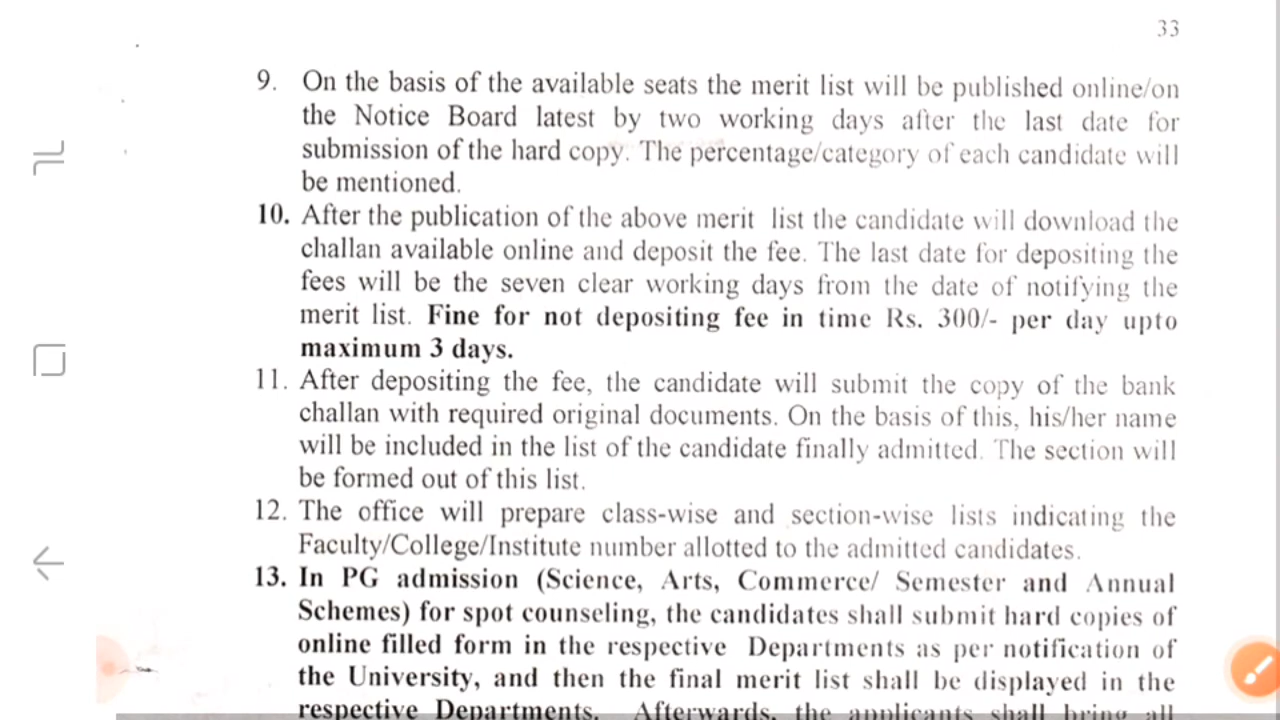 33
9. On the basis of the available seats the merit list will be published online/on
the Notice Board latest by two working days after the last date for
submission of the hard copy. The percentage/category of each candidate will
be mentioned.
10. After the publication of the above merit list the candidate will download the
challan available online and deposit the fee. The last date for depositing the
fees will be the seven clear working days from the date of notifying the
merit list. Fine for not depositing fee in time Rs. 300/- per day upto
maximum 3 days.
11. After depositing the fee, the candidate will submit the copy of the bank
challan with required original documents. On the basis of this, his/her name
will be included in the list of the candidate finally admitted. The section will
be formed out of this list.
12. The office will prepare class-wise and section-wise lists indicating the
Faculty/College/Institute number allotted to the admitted candidates.
13. In PG admission (Science, Arts, Commerce/ Semester and Annual
Schemes) for spot counseling, the candidates shall submit hard copies of
online filled form in the respective Departments as per notification of
the University, and then the final merit list shall be displayed in the
respective Departments. Afterwards, the applicants shall bring all